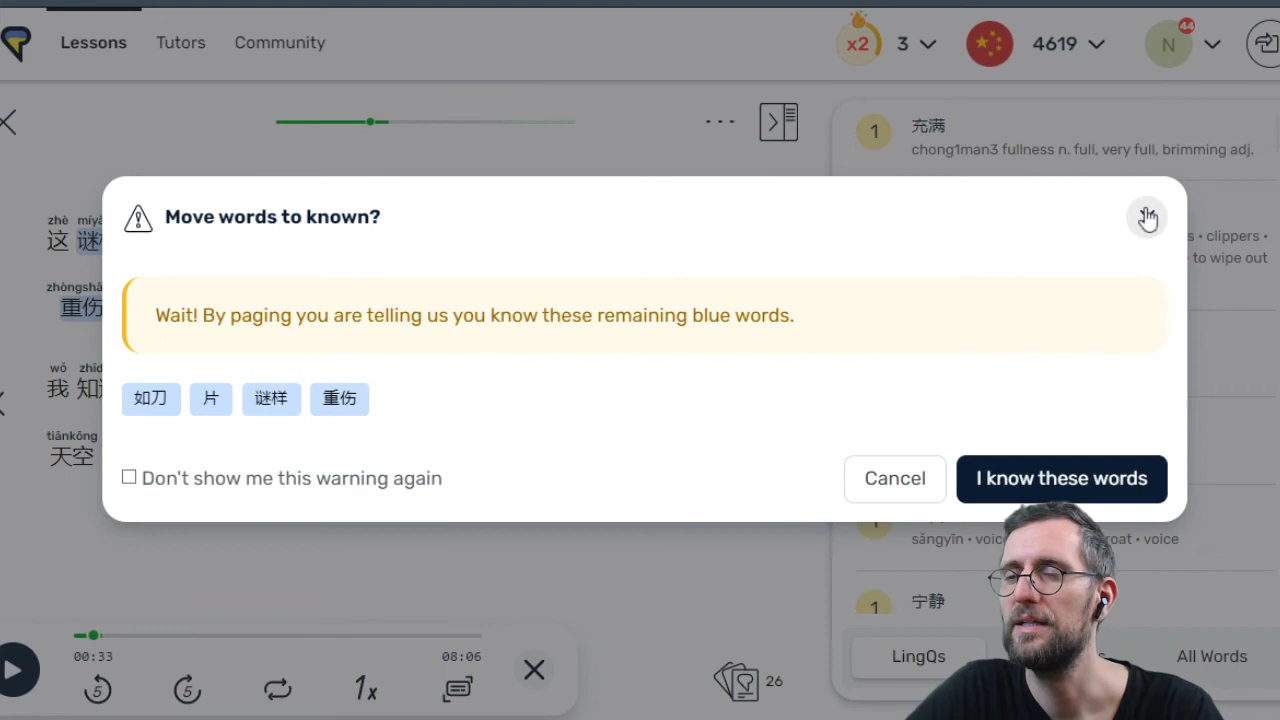 Lessons Tutors Community
x2 3 4619 N 44
充满
1
chong1man3 fullness n. full, very full, brimming adj.
Move words to known?
zhè
这
s • clippers •
to wipe out
zhòngshā
重伤
Wait! By paging you are telling us you know these remaining blue words.
wǒ zhīd
我 知
如刀 片 谜样 重伤
tiānkōng
天空
Don't show me this warning again
Cancel I know these words
sǎngyīn • voic roat • voice
宁静
1
00:33 08:06
LingQs All Words
5 5 1x 26